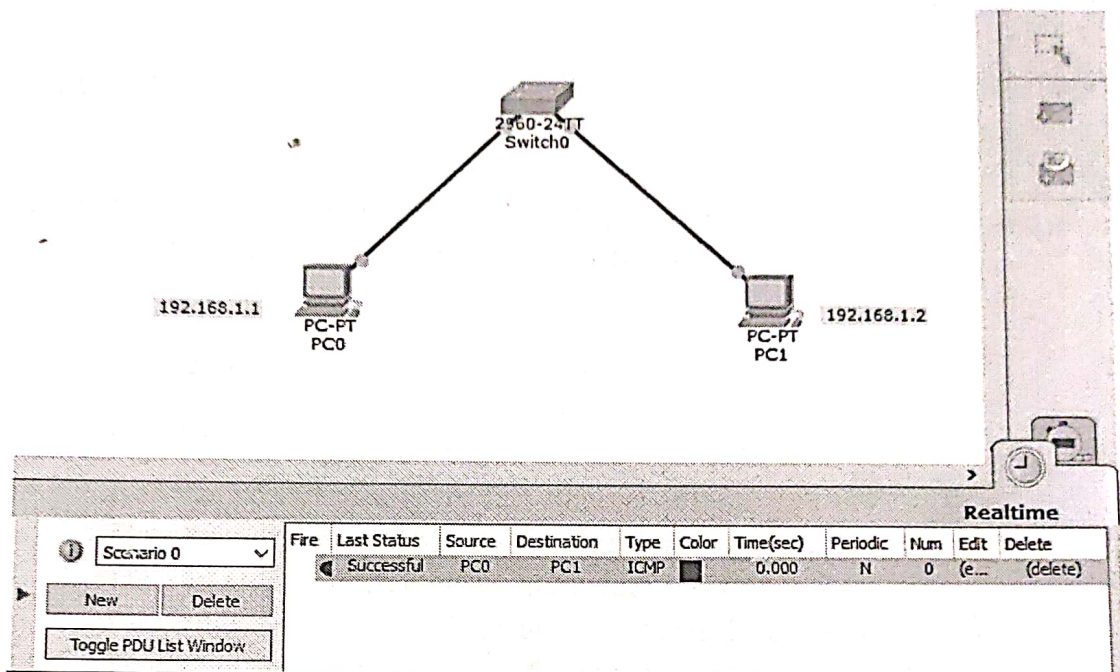 2960-24TT
Switch0
192.168.1.1
PC-PT
PC0
192.168.1.2
PC-PT
PC1
Realtime
Scenario 0
New
Delete
Toggle PDU List Window
Fire Last Status Source Destination Type Color Time(sec) Periodic Num Edit Delete
Successful PC0 PC1 ICMP 0.000 N 0 (e... (delete)